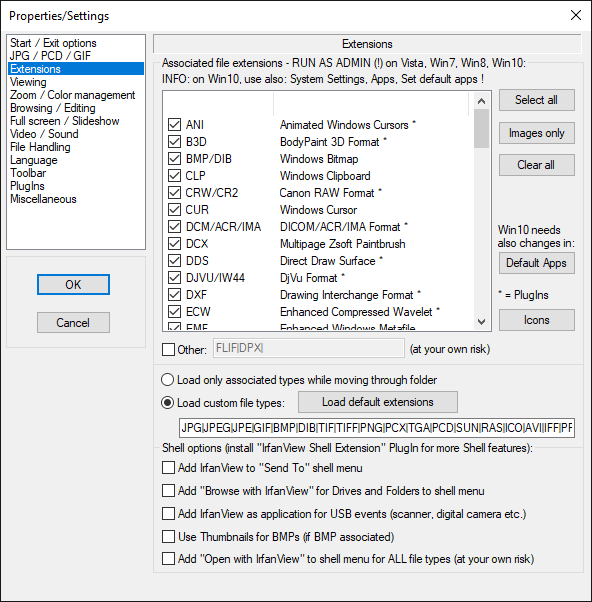 Properties/Settings
Start / Exit options
JPG / PCD / GIF
Extensions
Viewing
Zoom / Color management
Browsing / Editing
Full screen / Slideshow
Video / Sound
File Handling
Language
Toolbar
PlugIns
Miscellaneous
OK
Cancel
Extensions
Associated file extensions - RUN AS ADMIN (!) on Vista, Win7, Win8, Win10:
INFO: on Win10, use also: System Settings, Apps, Set default apps !
ANI Animated Windows Cursors *
B3D BodyPaint 3D Format *
BMP/DIB Windows Bitmap
CLP Windows Clipboard
CRW/CR2 Canon RAW Format *
CUR Windows Cursor
DCM/ACR/IMA DICOM/ACR/IMA Format *
DCX Multipage Zsoft Paintbrush
DDS Direct Draw Surface *
DJVU/IW44 DjVu Format *
DXF Drawing Interchange Format *
ECW Enhanced Compressed Wavelet *
EMF Enhanced Windows Metafile
Select all
Images only
Clear all
Win10 needs
also changes in:
Default Apps
* = PlugIns
Icons
Other: FLIF|DPX| (at your own risk)
Load only associated types while moving through folder
Load custom file types: Load default extensions
JPG|JPEG|JPE|GIF|BMP|DIB|TIF|TIFF|PNG|PCX|TGA|PCD|SUN|RAS|ICO|AVI|IFF|PF
Shell options (install "IrfanView Shell Extension" PlugIn for more Shell features):
Add IrfanView to "Send To" shell menu
Add "Browse with IrfanView" for Drives and Folders to shell menu
Add IrfanView as application for USB events (scanner, digital camera etc.)
Use Thumbnails for BMPs (if BMP associated)
Add "Open with IrfanView" to shell menu for ALL file types (at your own risk)